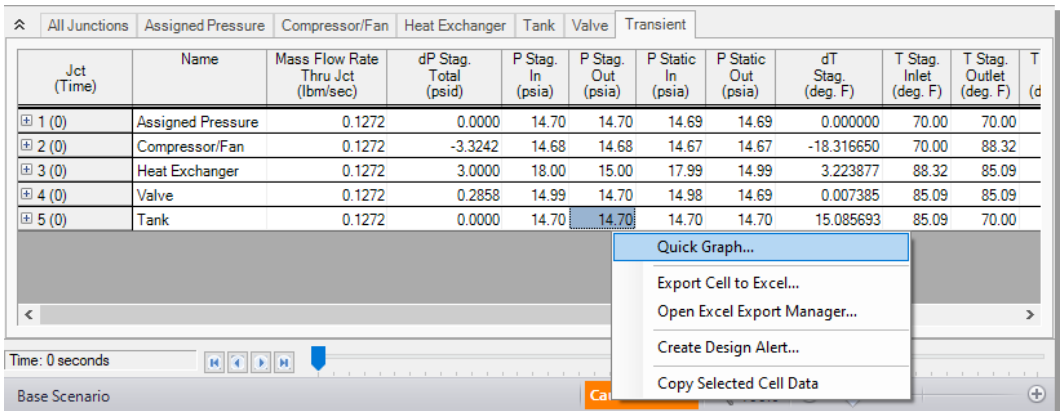 All Junctions Assigned Pressure Compressor/Fan Heat Exchanger Tank Valve Transient
Jct
(Time)
Name
Mass Flow Rate
Thru Jct
(lbm/sec)
dP Stag.
Total
(psid)
P Stag.
In
(psia)
P Stag.
Out
(psia)
P Static
In
(psia)
P Static
Out
(psia)
dT
Stag.
(deg. F)
T Stag.
Inlet
(deg. F)
T Stag.
Outlet
(deg. F)
T
(d
1 (0) Assigned Pressure 0.1272 0.0000 14.70 14.70 14.69 14.69 0.000000 70.00 70.00
2 (0) Compressor/Fan 0.1272 -3.3242 14.68 14.68 14.67 14.67 -18.316650 70.00 88.32
3 (0) Heat Exchanger 0.1272 3.0000 18.00 15.00 17.99 14.99 3.223877 88.32 85.09
4 (0) Valve 0.1272 0.2858 14.99 14.70 14.98 14.69 0.007385 85.09 85.09
5 (0) Tank 0.1272 0.0000 14.70 14.70 14.70 14.70 15.085693 85.09 70.00
Quick Graph...
Export Cell to Excel...
Open Excel Export Manager...
Create Design Alert...
Copy Selected Cell Data
Time: 0 seconds
Base Scenario